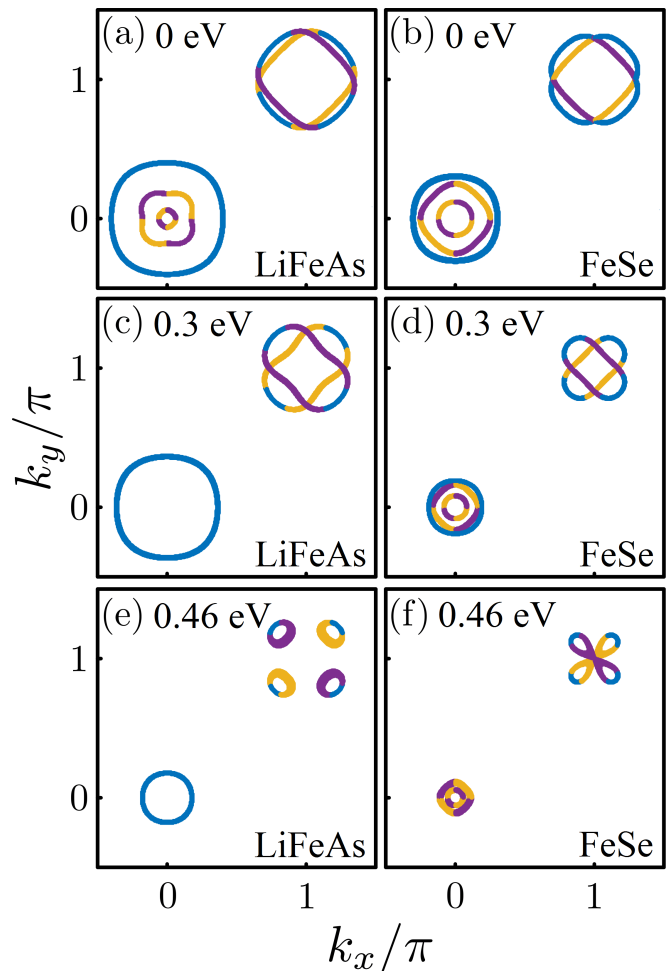 (a) 0 eV
1
0
LiFeAs
(b) 0 eV
FeSe
(c) 0.3 eV
1
0
LiFeAs
(d) 0.3 eV
FeSe
(e) 0.46 eV
1
0
LiFeAs
(f) 0.46 eV
FeSe
0 1 0 1
k_y/π
k_x/π